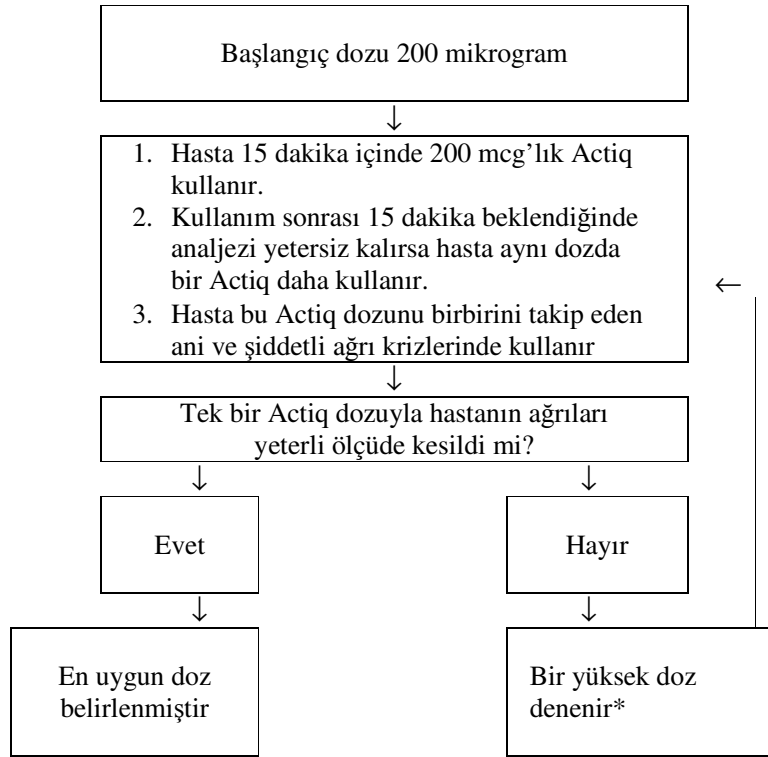 Başlangıç dozu 200 mikrogram
↓
1. Hasta 15 dakika içinde 200 mcg’lık Actiq
kullanır.
2. Kullanım sonrası 15 dakika beklendiğinde
analjezi yetersiz kalırsa hasta aynı dozda
bir Actiq daha kullanır.
3. Hasta bu Actiq dozunu birbirini takip eden
ani ve şiddetli ağrı krizlerinde kullanır
←
↓
Tek bir Actiq dozuyla hastanın ağrıları
yeterli ölçüde kesildi mi?
↓ ↓
Evet Hayır
↓ ↓
En uygun doz
belirlenmiştir
Bir yüksek doz
denenir*